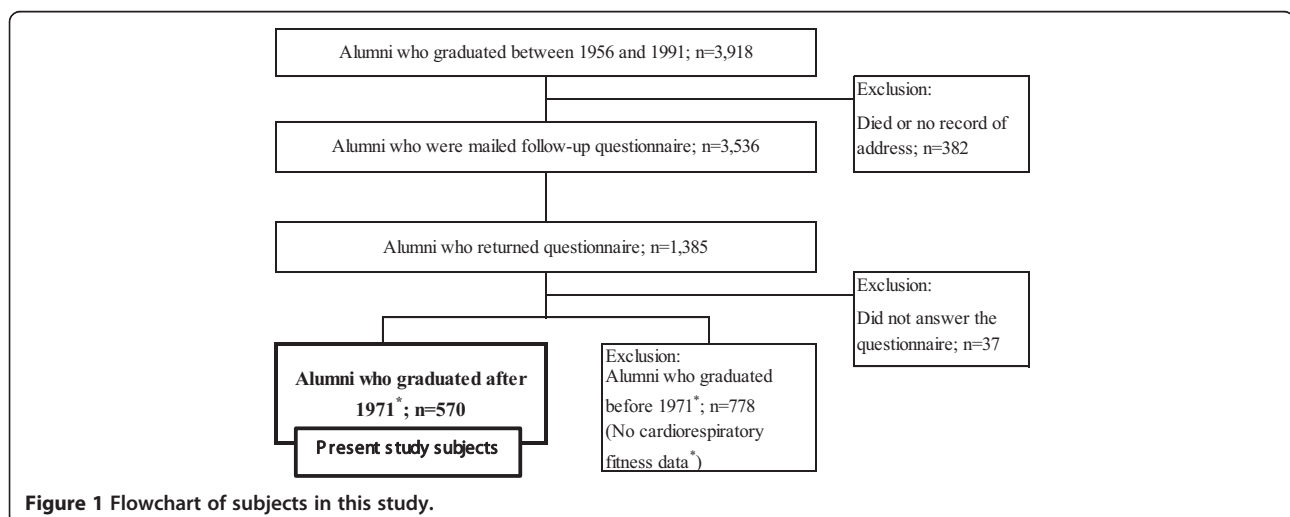 Alumni who graduated between 1956 and 1991; n=3,918
Exclusion:
Died or no record of
address; n=382
Alumni who were mailed follow-up questionnaire; n=3,536
Alumni who returned questionnaire; n=1,385
Exclusion:
Did not answer the
questionnaire; n=37
Alumni who graduated after
1971*; n=570
Present study subjects
Exclusion:
Alumni who graduated
before 1971*; n=778
(No cardiorespiratory
fitness data*)
Figure 1 Flowchart of subjects in this study.